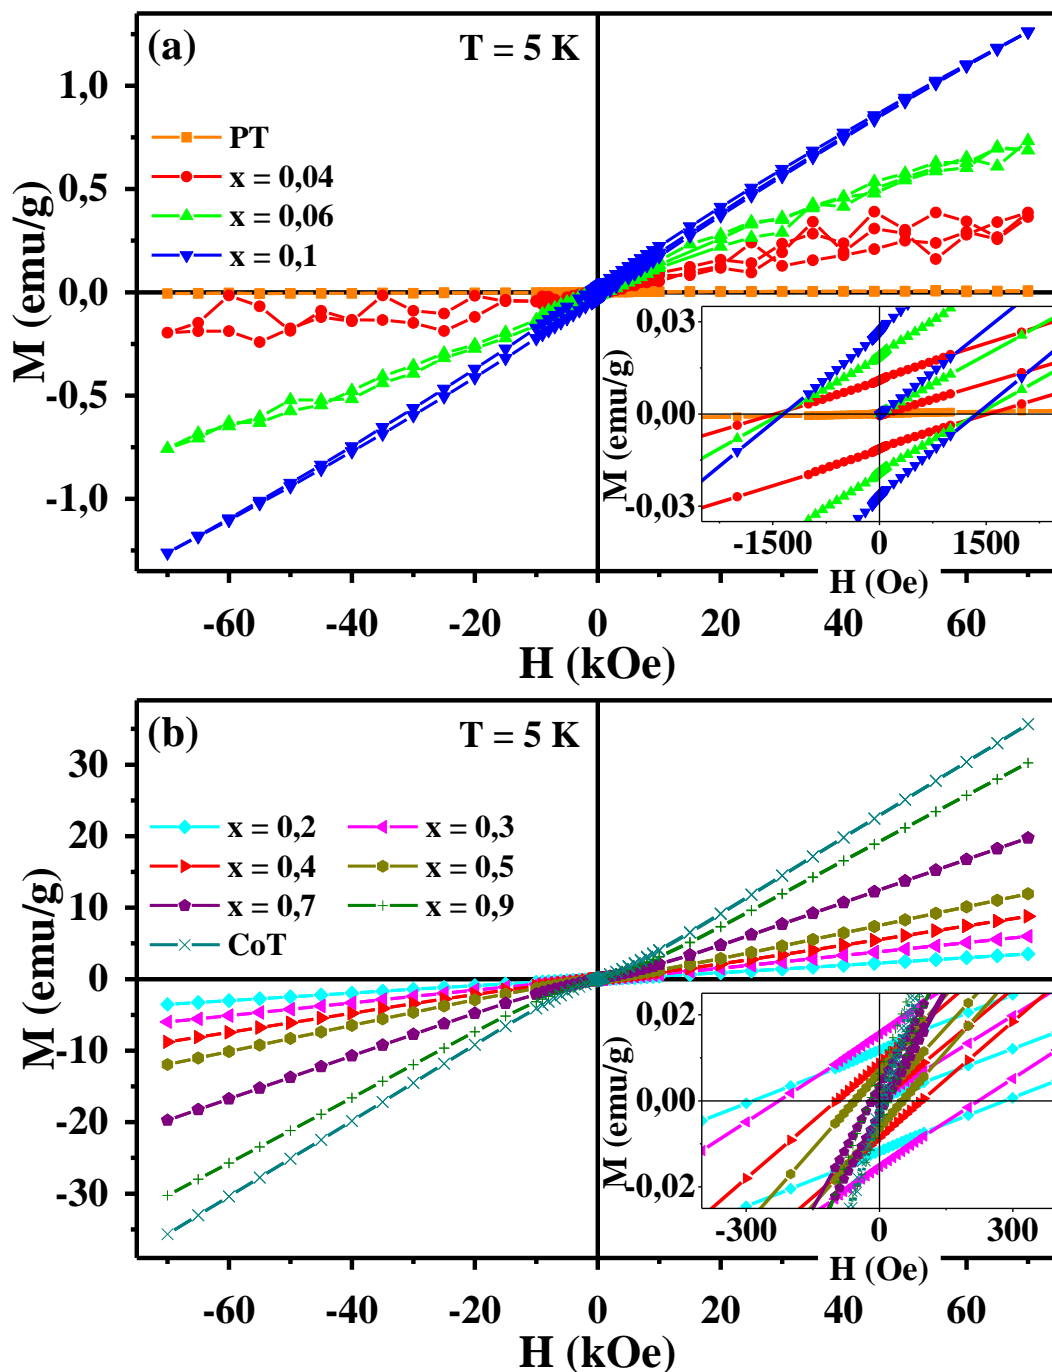 (a)
T = 5 K
M (emu/g)
1,0
0,5
0,0
-0,5
-1,0
PT
x = 0,04
x = 0,06
x = 0,1
M (emu/g)
0,03
0,00
-0,03
-1500 0 1500
H (Oe)
-60 -40 -20 0 20 40 60
H (kOe)
(b)
T = 5 K
M (emu/g)
30
20
10
0
-10
-20
-30
x = 0,2 x = 0,3
x = 0,4 x = 0,5
x = 0,7 x = 0,9
CoT
M (emu/g)
0,02
0,00
-0,02
-300 0 300
H (Oe)
-60 -40 -20 0 20 40 60
H (kOe)